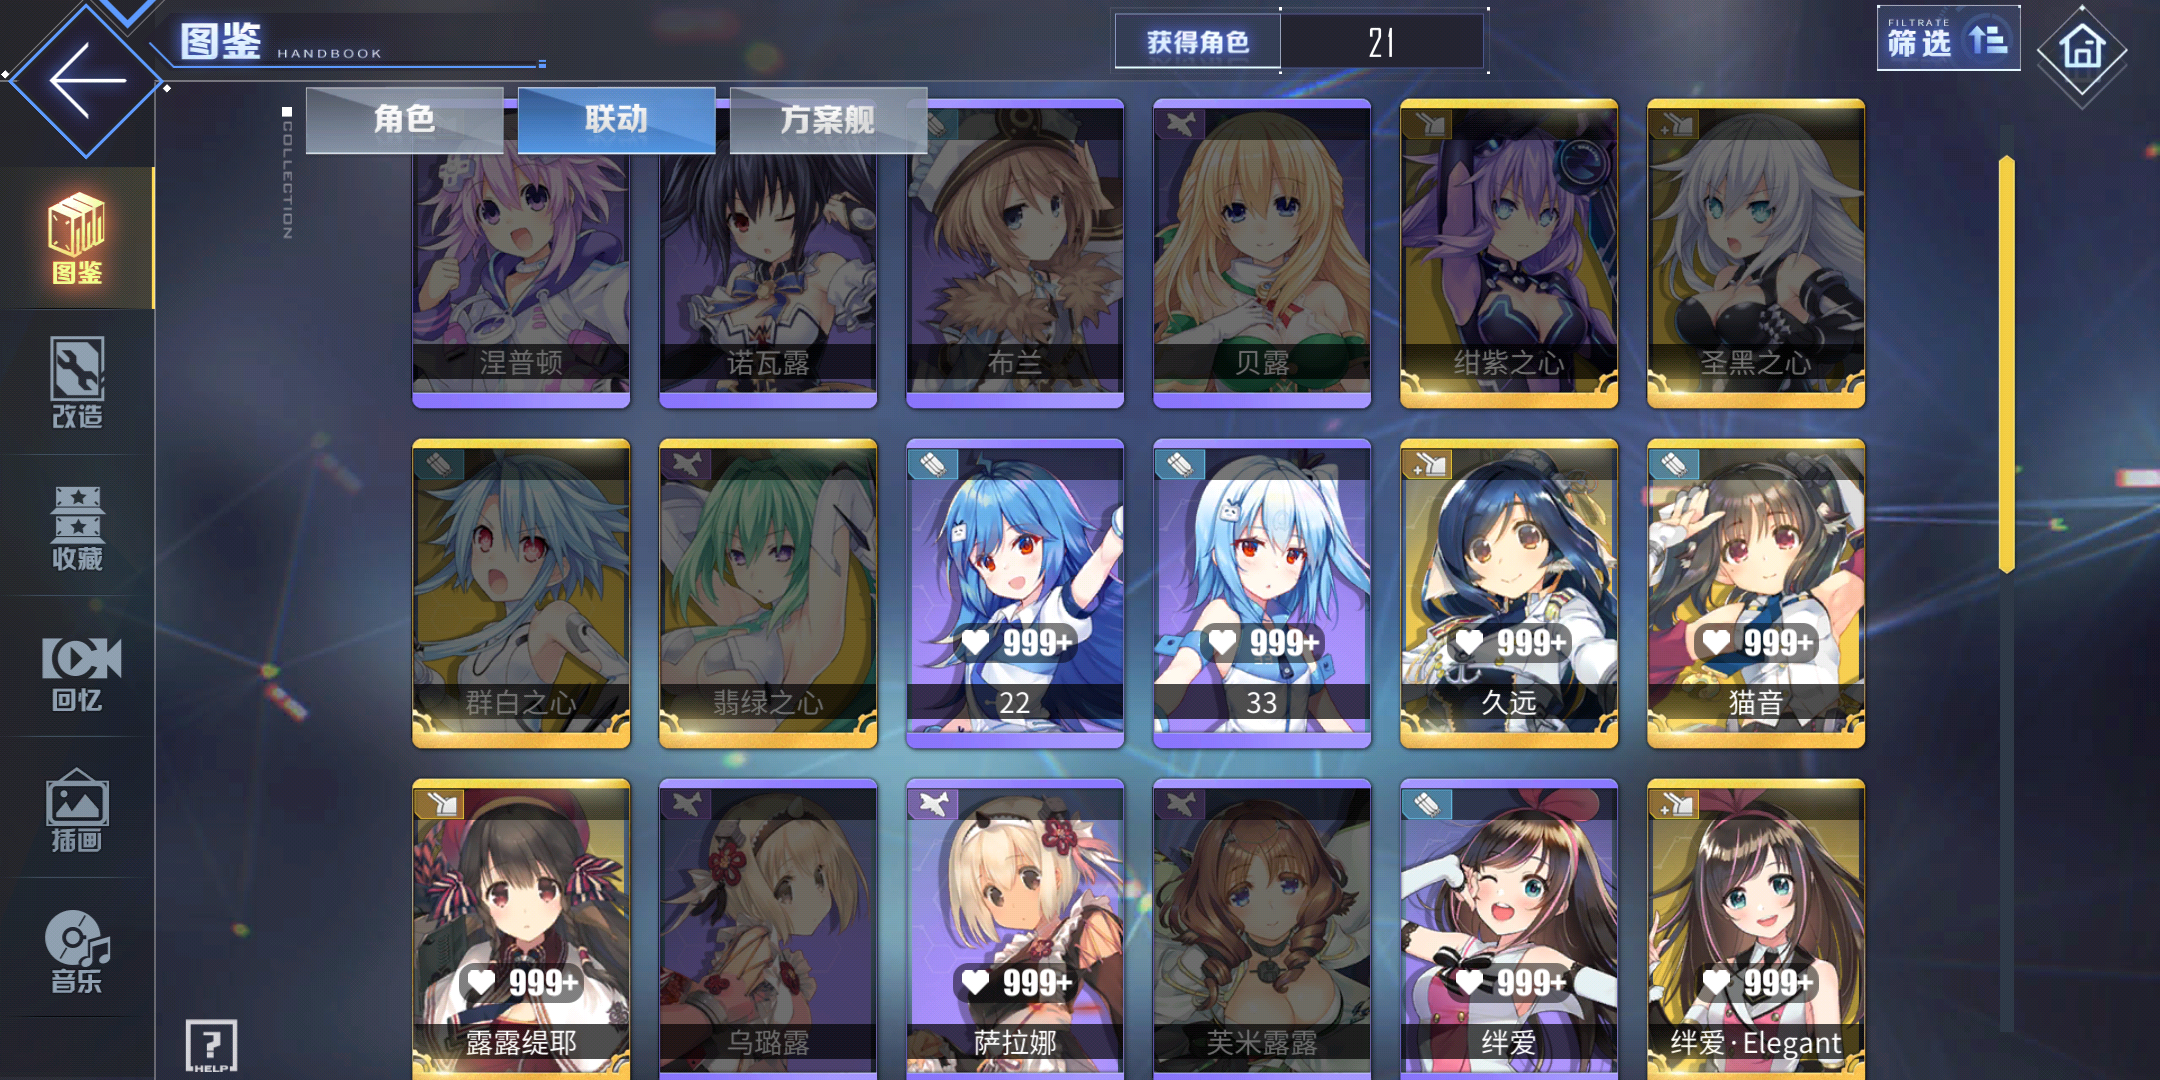 图鉴 HANDBOOK
获得角色 21
FILTRATE
筛选
COLLECTION
角色 联动 方案舰
图鉴
改造
收藏
回忆
插画
音乐
HELP
涅普顿 诺瓦露 布兰 贝露 绀紫之心 圣黑之心
999+ 999+ 999+ 999+
群白之心 翡绿之心 22 33 久远 猫音
999+ 999+ 999+ 999+
露露缇耶 乌璐露 萨拉娜 芙米露露 绊爱 绊爱·Elegant